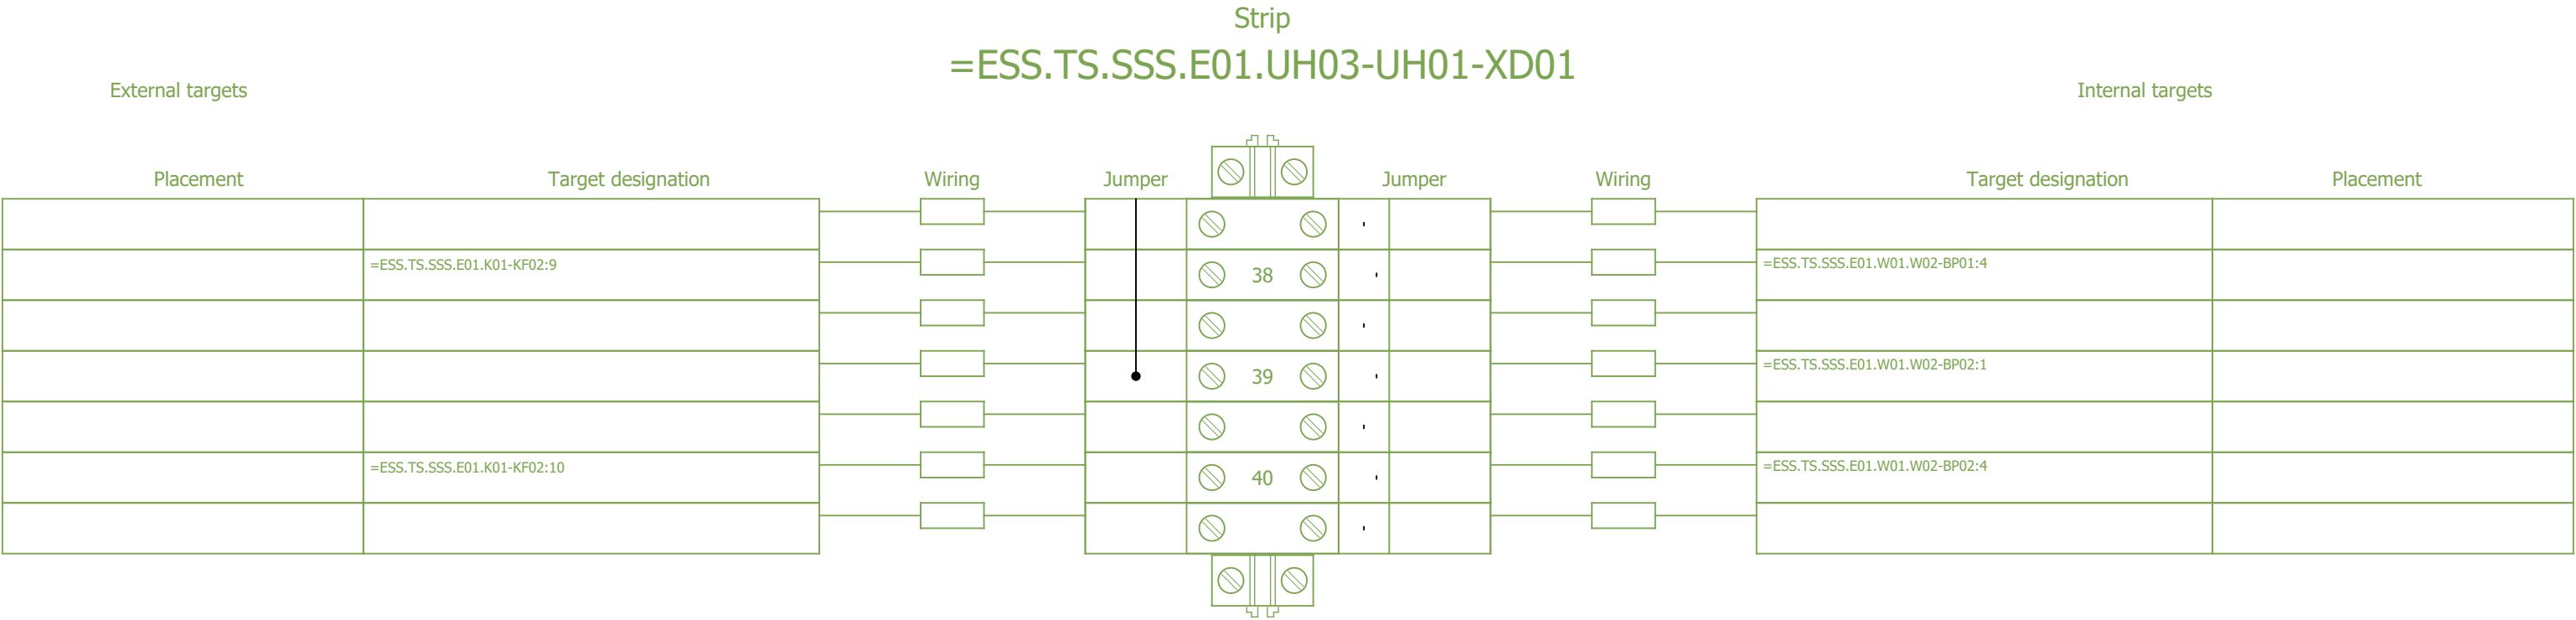 Strip
=ESS.TS.SSS.E01.UH03-UH01-XD01
External targets
Internal targets
Placement
Target designation
Wiring
Jumper
Jumper
Wiring
Target designation
Placement
=ESS.TS.SSS.E01.K01-KF02:9
38
=ESS.TS.SSS.E01.W01.W02-BP01:4
39
=ESS.TS.SSS.E01.W01.W02-BP02:1
=ESS.TS.SSS.E01.K01-KF02:10
40
=ESS.TS.SSS.E01.W01.W02-BP02:4